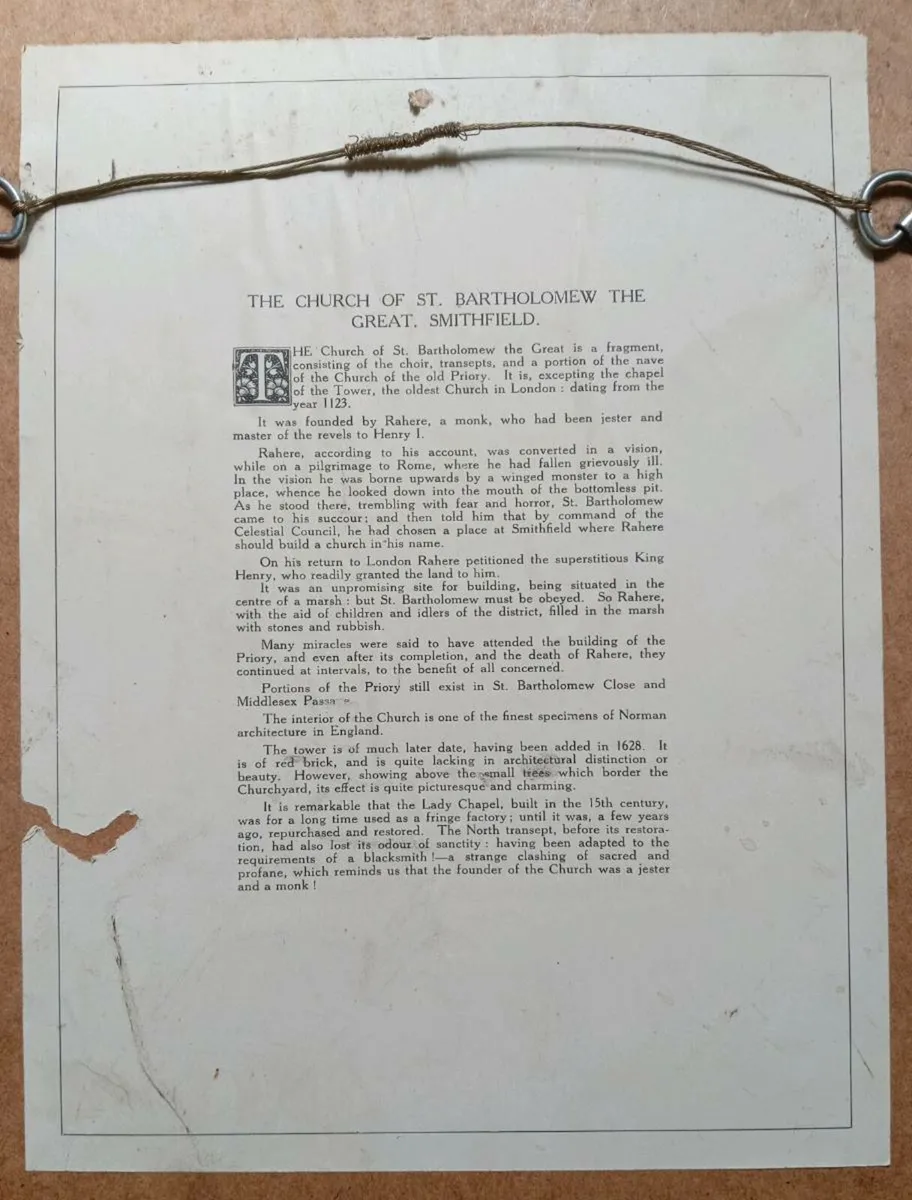 THE CHURCH OF ST. BARTHOLOMEW THE
GREAT, SMITHFIELD.
THE Church of St. Bartholomew the Great is a fragment,
consisting of the choir, transepts, and a portion of the nave
of the Church of the old Priory. It is, excepting the chapel
of the Tower, the oldest Church in London : dating from the
year 1123.
It was founded by Rahere, a monk, who had been jester and
master of the revels to Henry I.
Rahere, according to his account, was converted in a vision,
while on a pilgrimage to Rome, where he had fallen grievously ill.
In the vision he was borne upwards by a winged monster to a high
place, whence he looked down into the mouth of the bottomless pit.
As he stood there, trembling with fear and horror, St. Bartholomew
came to his succour; and then told him that by command of the
Celestial Council, he had chosen a place at Smithfield where Rahere
should build a church in his name.
On his return to London Rahere petitioned the superstitious King
Henry, who readily granted the land to him.
It was an unpromising site for building, being situated in the
centre of a marsh : but St. Bartholomew must be obeyed. So Rahere,
with the aid of children and idlers of the district, filled in the marsh
with stones and rubbish.
Many miracles were said to have attended the building of the
Priory, and even after its completion, and the death of Rahere, they
continued at intervals, to the benefit of all concerned.
Portions of the Priory still exist in St. Bartholomew Close and
Middlesex
The interior of the Church is one of the finest specimens of Norman
architecture in England.
The tower is of much later date, having been added in 1628. It
is of red brick, and is quite lacking in architectural distinction or
beauty. However, showing above the small trees which border the
Churchyard, its effect is quite picturesque and charming.
It is remarkable that the Lady Chapel, built in the 15th century,
was for a long time used as a fringe factory; until it was, a few years
ago, repurchased and restored. The North transept, before its restora-
tion, had also lost its odour of sanctity : having been adapted to the
requirements of a blacksmith !—a strange clashing of sacred and
profane, which reminds us that the founder of the Church was a jester
and a monk !